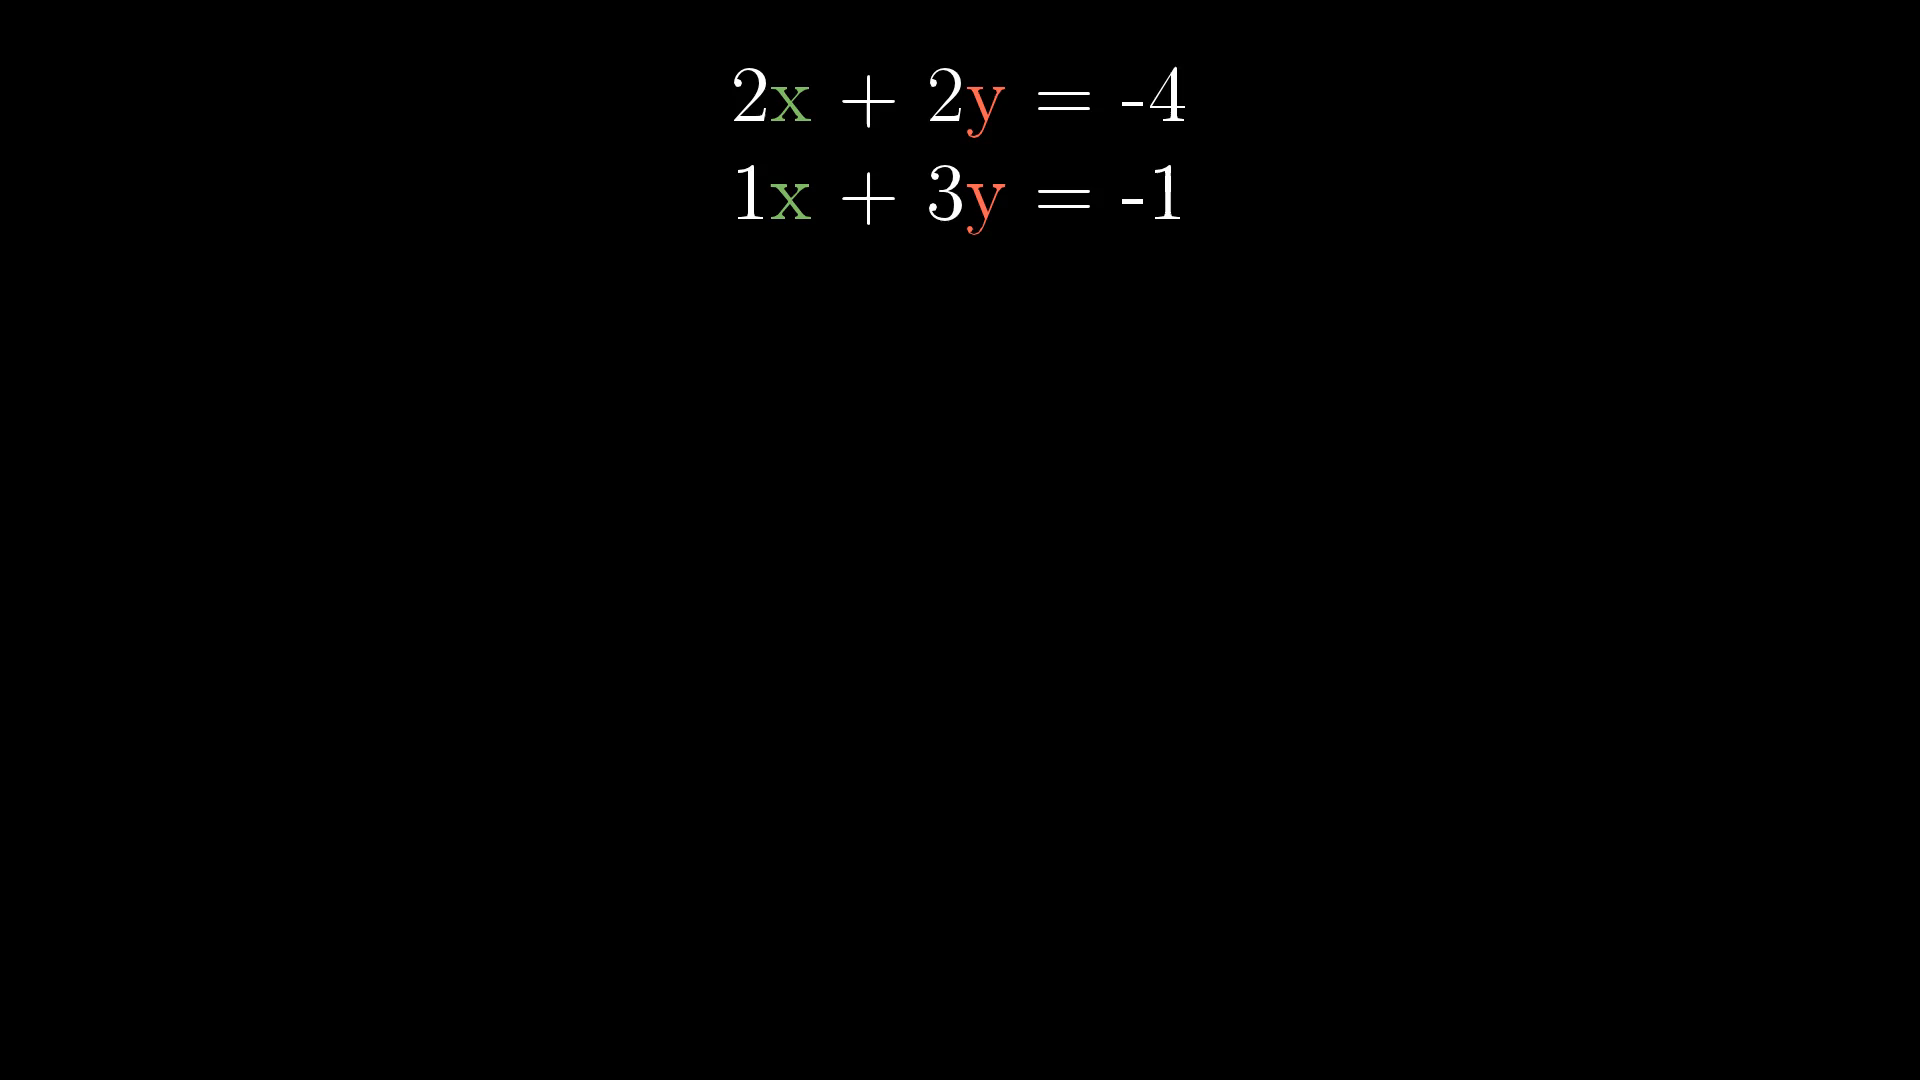 2x + 2y = -4
1x + 3y = -1